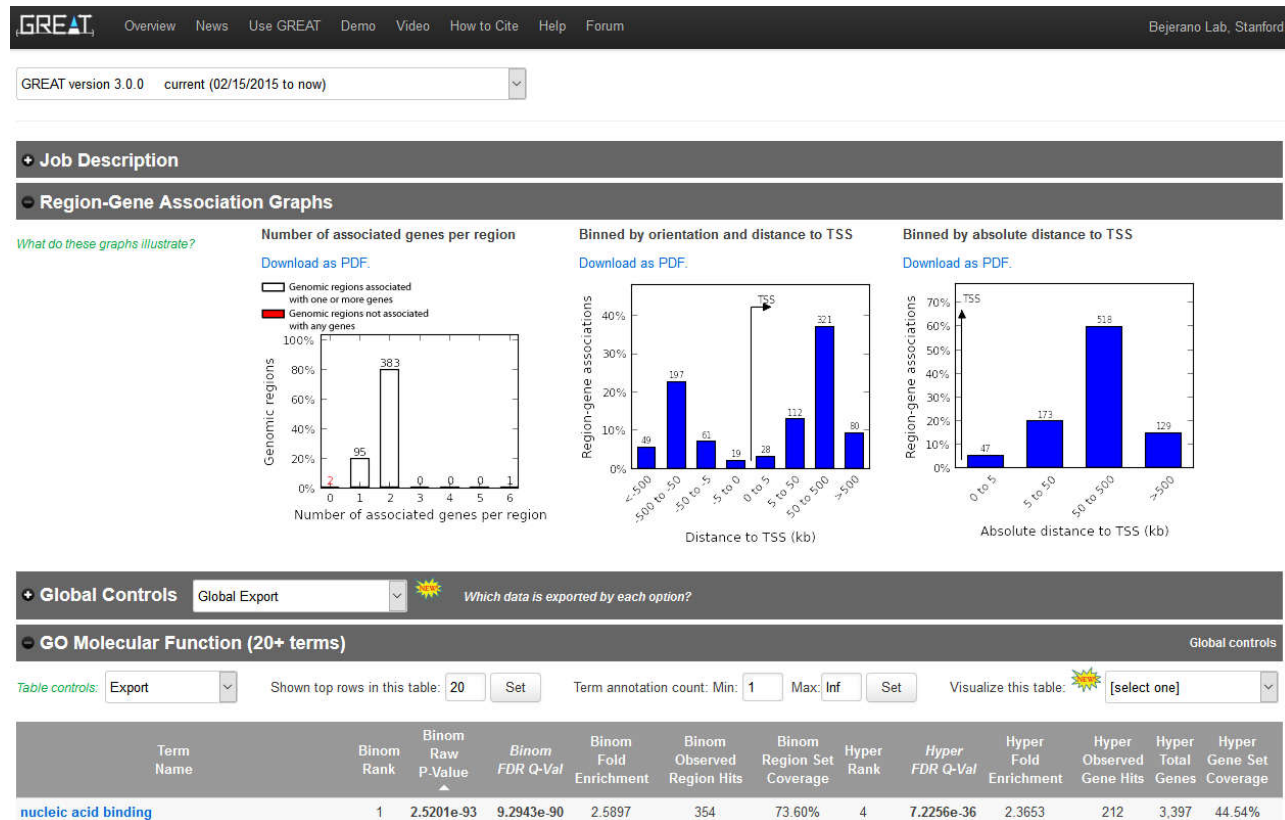 GREAT Overview News Use GREAT Demo Video How to Cite Help Forum Bejerano Lab, Stanford
GREAT version 3.0.0 current (02/15/2015 to now)
Job Description
Region-Gene Association Graphs
What do these graphs illustrate?
Number of associated genes per region
Download as PDF.
Genomic regions associated
with one or more genes
Genomic regions not associated
with any genes
100%
80%
60%
40%
20%
0%
Genomic regions
2 95 383 0 0 0 1
0 1 2 3 4 5 6
Number of associated genes per region
Binned by orientation and distance to TSS
Download as PDF.
TSS
40%
30%
20%
10%
0%
Region-gene associations
49 197 61 19 28 112 321 80
<-500 -500 to -50 -50 to -5 -5 to 0 0 to 5 5 to 50 50 to 500 >500
Distance to TSS (kb)
Binned by absolute distance to TSS
Download as PDF.
TSS
70%
60%
50%
40%
30%
20%
10%
0%
Region-gene associations
47 173 518 129
0 to 5 5 to 50 50 to 500 >500
Absolute distance to TSS (kb)
Global Controls Global Export NEW Which data is exported by each option?
GO Molecular Function (20+ terms) Global controls
Table controls: Export Shown top rows in this table: 20 Set Term annotation count: Min: 1 Max: Inf Set Visualize this table: NEW [select one]
Term Name Binom Rank Binom Raw P-Value Binom FDR Q-Val Binom Fold Enrichment Binom Observed Region Hits Binom Region Set Coverage Hyper Rank Hyper FDR Q-Val Hyper Fold Enrichment Hyper Observed Gene Hits Hyper Total Genes Hyper Gene Set Coverage
nucleic acid binding 1 2.5201e-93 9.2943e-90 2.5897 354 73.60% 4 7.2256e-36 2.3653 212 3,397 44.54%